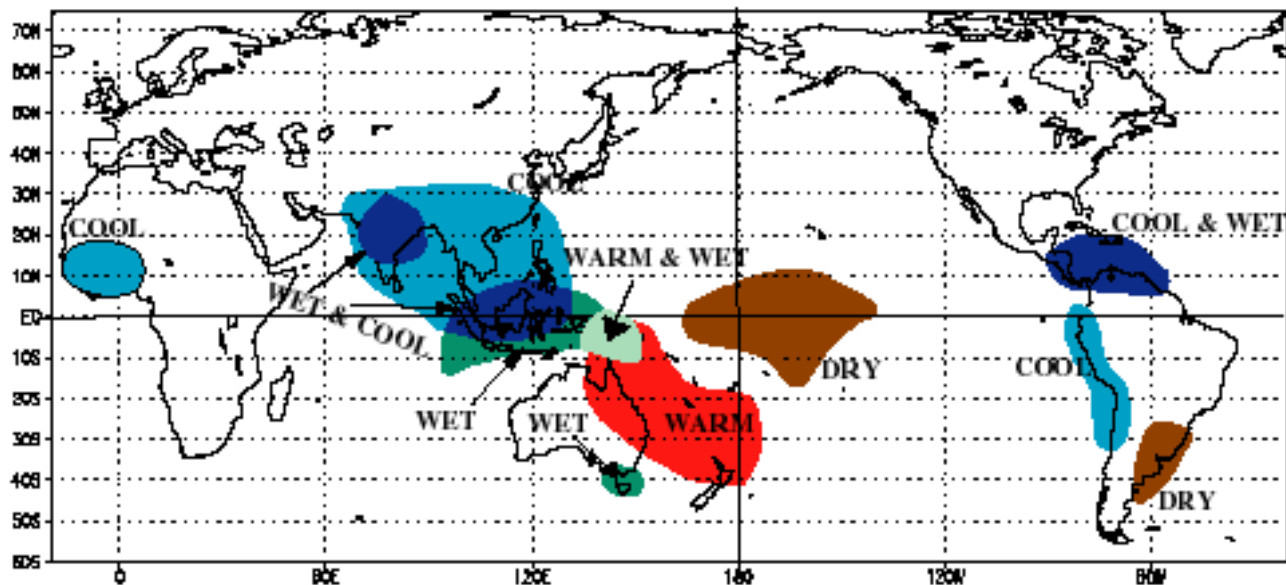 70N
60N
50N
40N
30N
COOL
20N
COOL
COOL & WET
WARM & WET
10N
WET & COOL
EQ
10S
DRY
COOL
20S
WET
WET
WARM
30S
40S
DRY
50S
60S
0
60E
120E
180
120W
60W